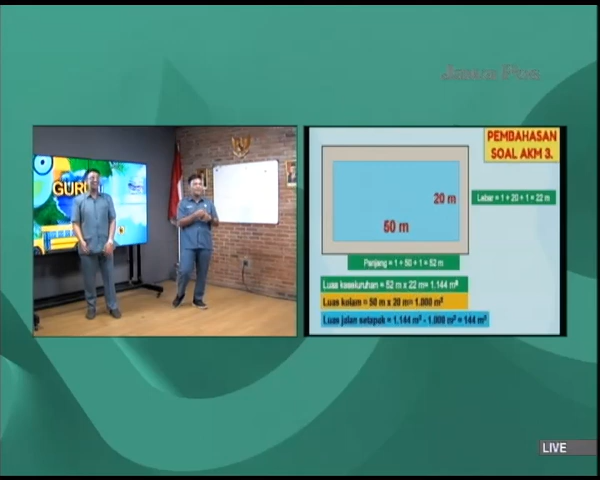 Jawa Pos
PEMBAHASAN
SOAL AKM 3.
GURU
20 m
Lebar = 1 + 20 + 1 = 22 m
50 m
Panjang = 1 + 50 + 1 = 52 m
Luas keseluruhan = 52 m x 22 m= 1.144 m²
Luas kolam = 50 m x 20 m= 1.000 m²
Luas jalan setapak = 1.144 m² - 1.000 m² = 144 m²
LIVE